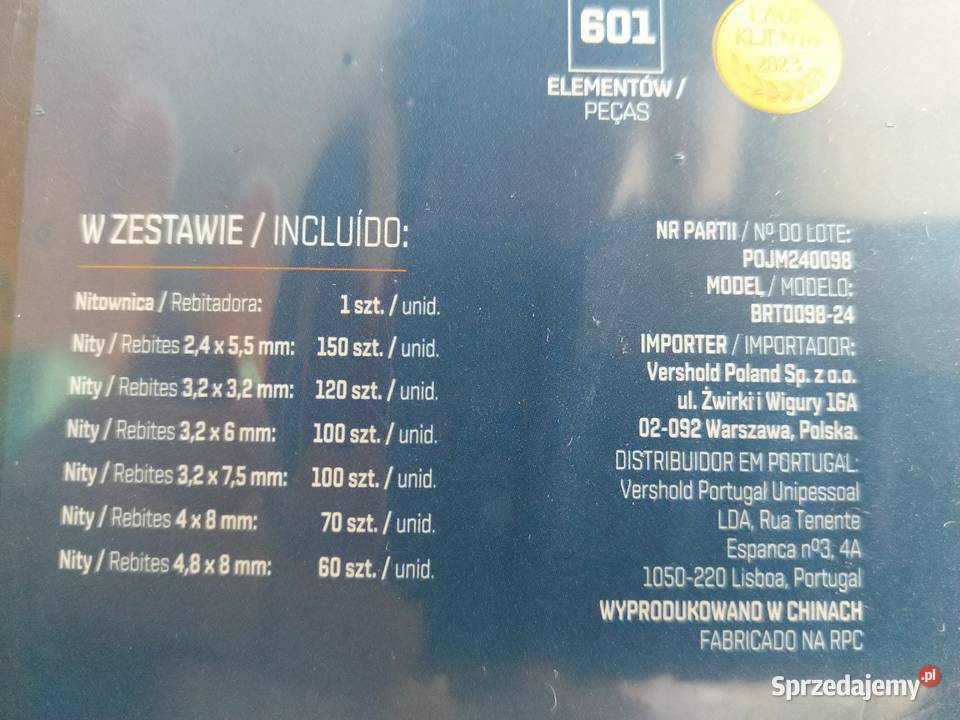 601
ELEMENTÓW /
PEÇAS
LAUR
KLIENTA
2023
W ZESTAWIE / INCLUÍDO:
Nitownica / Rebitadora: 1 szt. / unid.
Nity / Rebites 2,4 x 5,5 mm: 150 szt. / unid.
Nity / Rebites 3,2 x 3,2 mm: 120 szt. / unid.
Nity / Rebites 3,2 x 6 mm: 100 szt. / unid.
Nity / Rebites 3,2 x 7,5 mm: 100 szt. / unid.
Nity / Rebites 4 x 8 mm: 70 szt. / unid.
Nity / Rebites 4,8 x 8 mm: 60 szt. / unid.
NR PARTII / Nº DO LOTE:
POJM240098
MODEL / MODELO:
BRT0098-24
IMPORTER / IMPORTADOR:
Vershold Poland Sp. z o.o.
ul. Żwirki i Wigury 16A
02-092 Warszawa, Polska.
DISTRIBUIDOR EM PORTUGAL:
Vershold Portugal Unipessoal
LDA, Rua Tenente
Espanca nº3, 4A
1050-220 Lisboa, Portugal
WYPRODUKOWANO W CHINACH
FABRICADO NA RPC
Sprzedajemy.pl